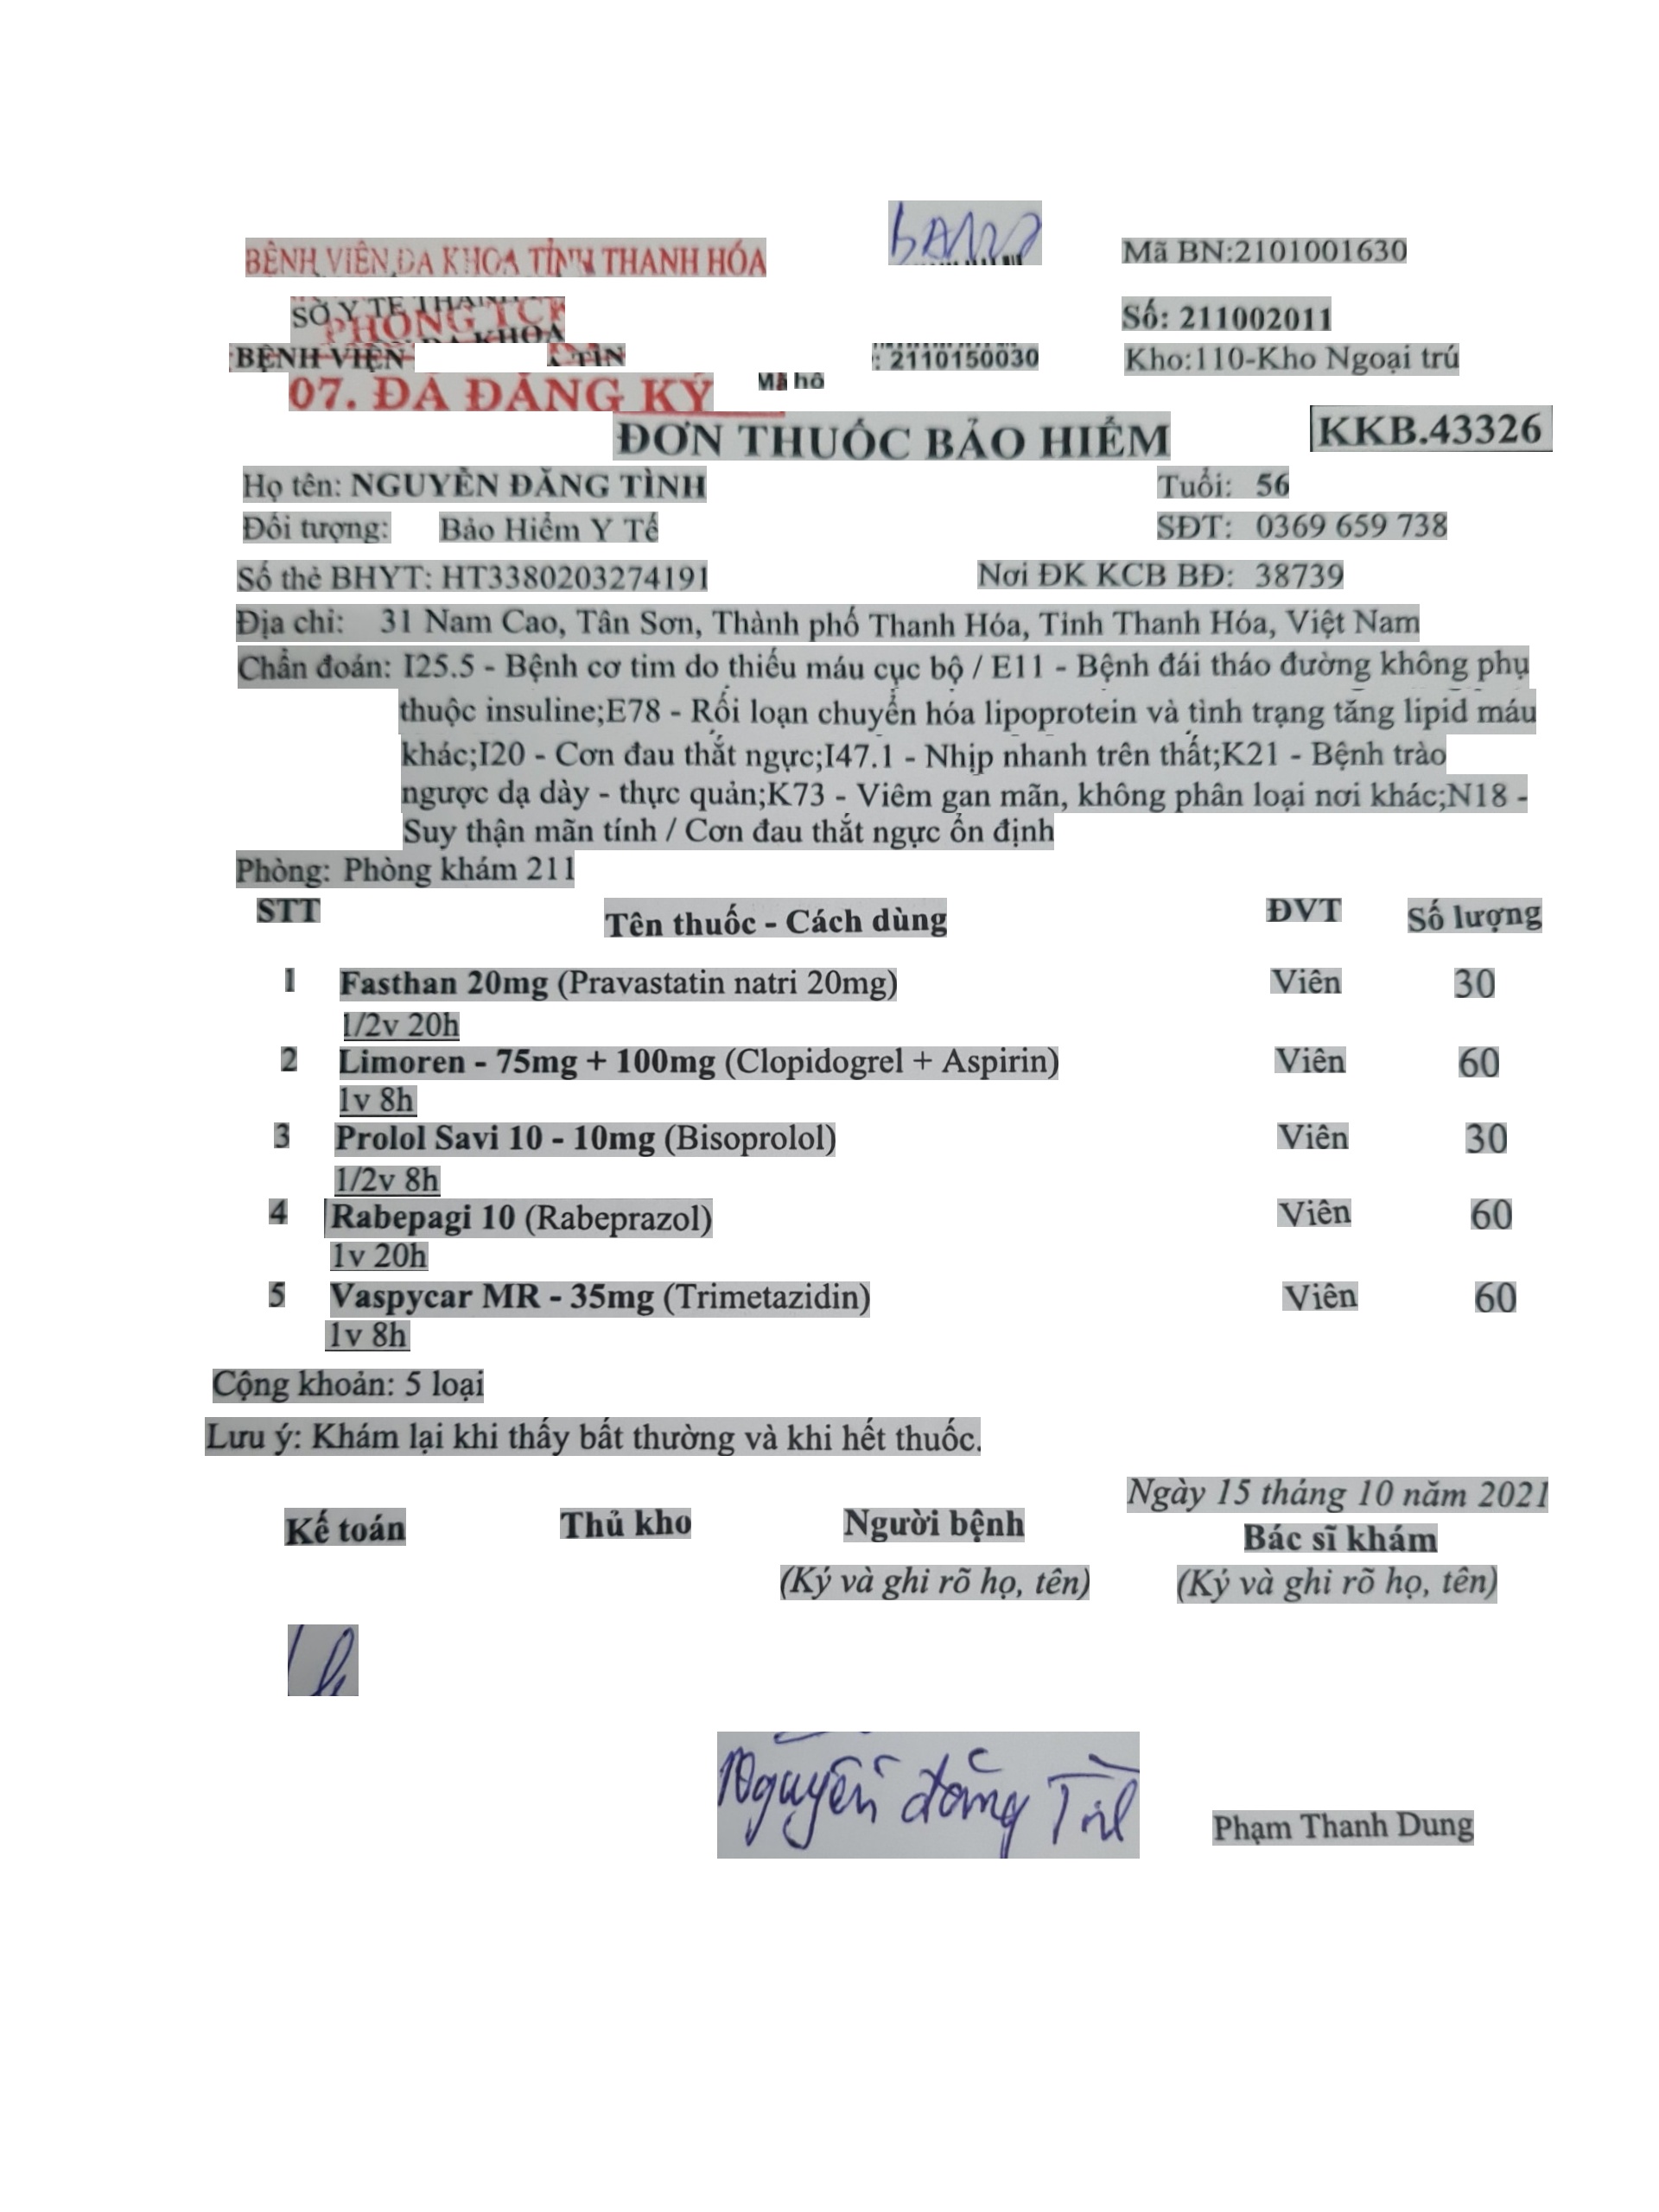 BỆNH VIỆN ĐA KHOA TỈNH THANH HÓA
Mã BN:2101001630
SỞ Y TẾ THANH
PHÒNG TCK
ĐA KHOA
Số: 211002011
BỆNH VIỆN
: 2110150030
Kho:110-Kho Ngoại trú
07. ĐÃ ĐĂNG KÝ
Mã hồ
ĐƠN THUỐC BẢO HIỂM
KKB.43326
Họ tên: NGUYỄN ĐĂNG TÌNH
Tuổi: 56
Đối tượng: Bảo Hiểm Y Tế
SĐT: 0369 659 738
Số thẻ BHYT: HT3380203274191
Nơi ĐK KCB BĐ: 38739
Địa chỉ: 31 Nam Cao, Tân Sơn, Thành phố Thanh Hóa, Tỉnh Thanh Hóa, Việt Nam
Chẩn đoán: I25.5 - Bệnh cơ tim do thiếu máu cục bộ / E11 - Bệnh đái tháo đường không phụ
thuộc insuline;E78 - Rối loạn chuyển hóa lipoprotein và tình trạng tăng lipid máu
khác;I20 - Cơn đau thắt ngực;I47.1 - Nhịp nhanh trên thất;K21 - Bệnh trào
ngược dạ dày - thực quản;K73 - Viêm gan mãn, không phân loại nơi khác;N18 -
Suy thận mãn tính / Cơn đau thắt ngực ổn định
Phòng: Phòng khám 211
STT Tên thuốc - Cách dùng ĐVT Số lượng
1 Fasthan 20mg (Pravastatin natri 20mg) Viên 30
1/2v 20h
2 Limoren - 75mg + 100mg (Clopidogrel + Aspirin) Viên 60
1v 8h
3 Prolol Savi 10 - 10mg (Bisoprolol) Viên 30
1/2v 8h
4 Rabepagi 10 (Rabeprazol) Viên 60
1v 20h
5 Vaspycar MR - 35mg (Trimetazidin) Viên 60
1v 8h
Cộng khoản: 5 loại
Lưu ý: Khám lại khi thấy bất thường và khi hết thuốc.
Ngày 15 tháng 10 năm 2021
Kế toán Thủ kho Người bệnh Bác sĩ khám
(Ký và ghi rõ họ, tên) (Ký và ghi rõ họ, tên)
Nguyễn đăng Tình
Phạm Thanh Dung